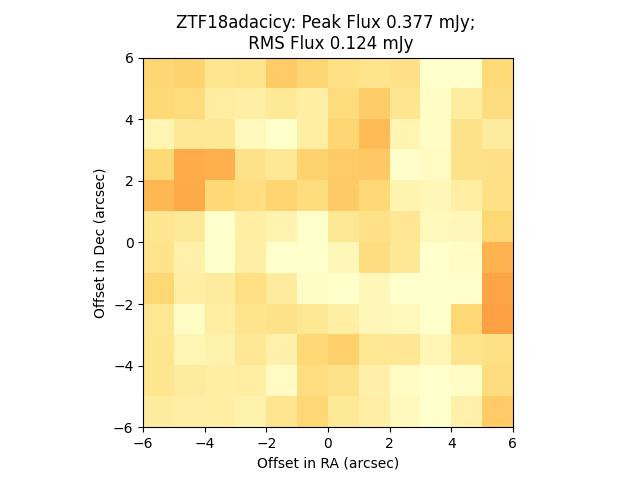 ZTF18adacicy: Peak Flux 0.377 mJy;
RMS Flux 0.124 mJy
6
4
2
0
−2
−4
−6
Offset in Dec (arcsec)
−6 −4 −2 0 2 4 6
Offset in RA (arcsec)